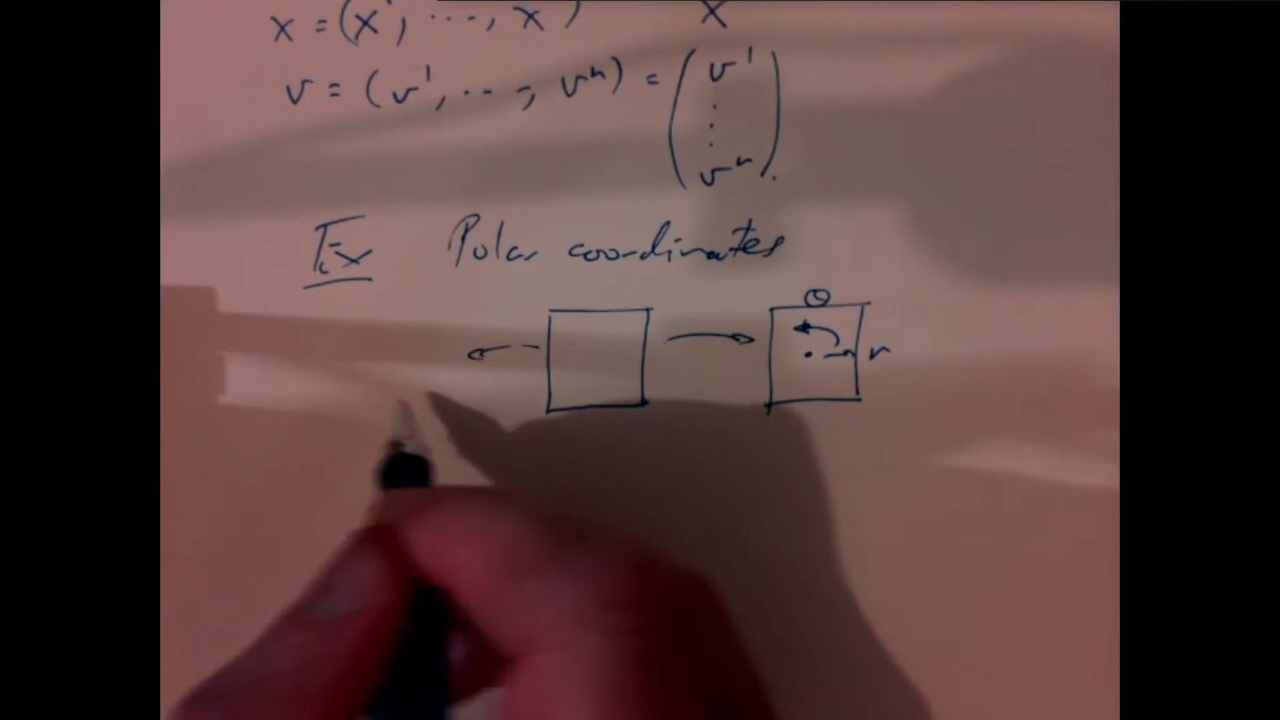 x = (x¹, ..., xⁿ) x
v = (v¹, ..., vⁿ) = (v¹ ⋮ vⁿ).
Ex Polar coordinates
θ
r